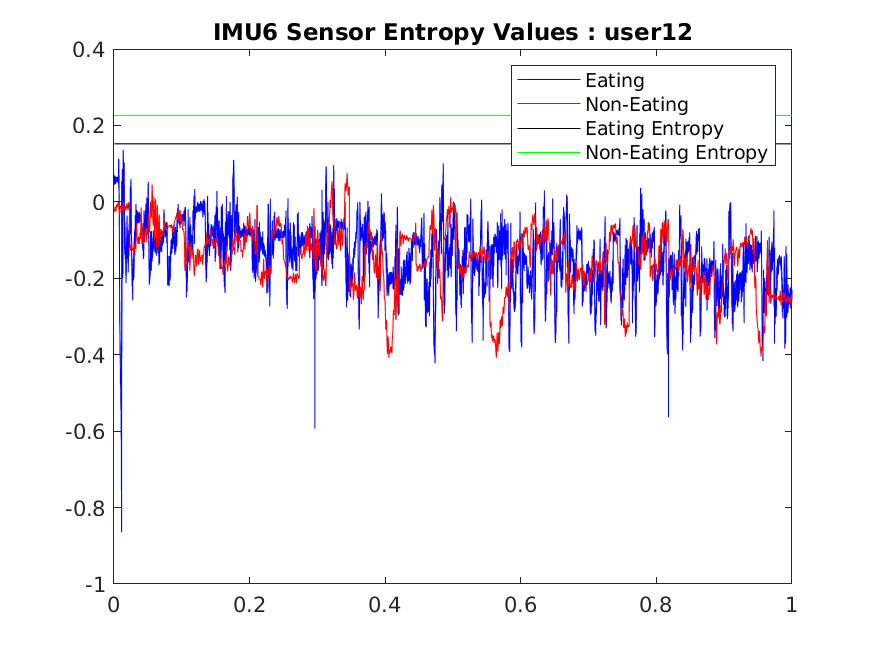 IMU6 Sensor Entropy Values : user12
0.4
0.2
0
-0.2
-0.4
-0.6
-0.8
-1
0 0.2 0.4 0.6 0.8 1
Eating
Non-Eating
Eating Entropy
Non-Eating Entropy